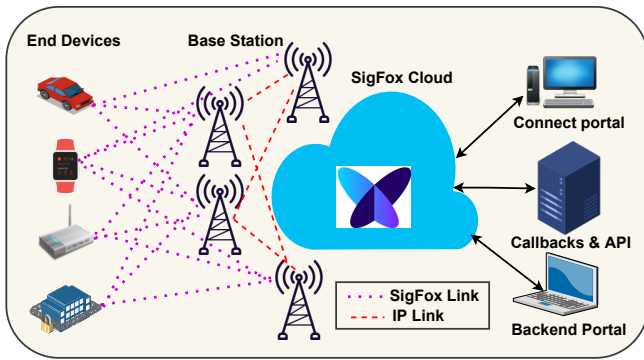 End Devices
Base Station
SigFox Cloud
Connect portal
Callbacks & API
SigFox Link
IP Link
Backend Portal